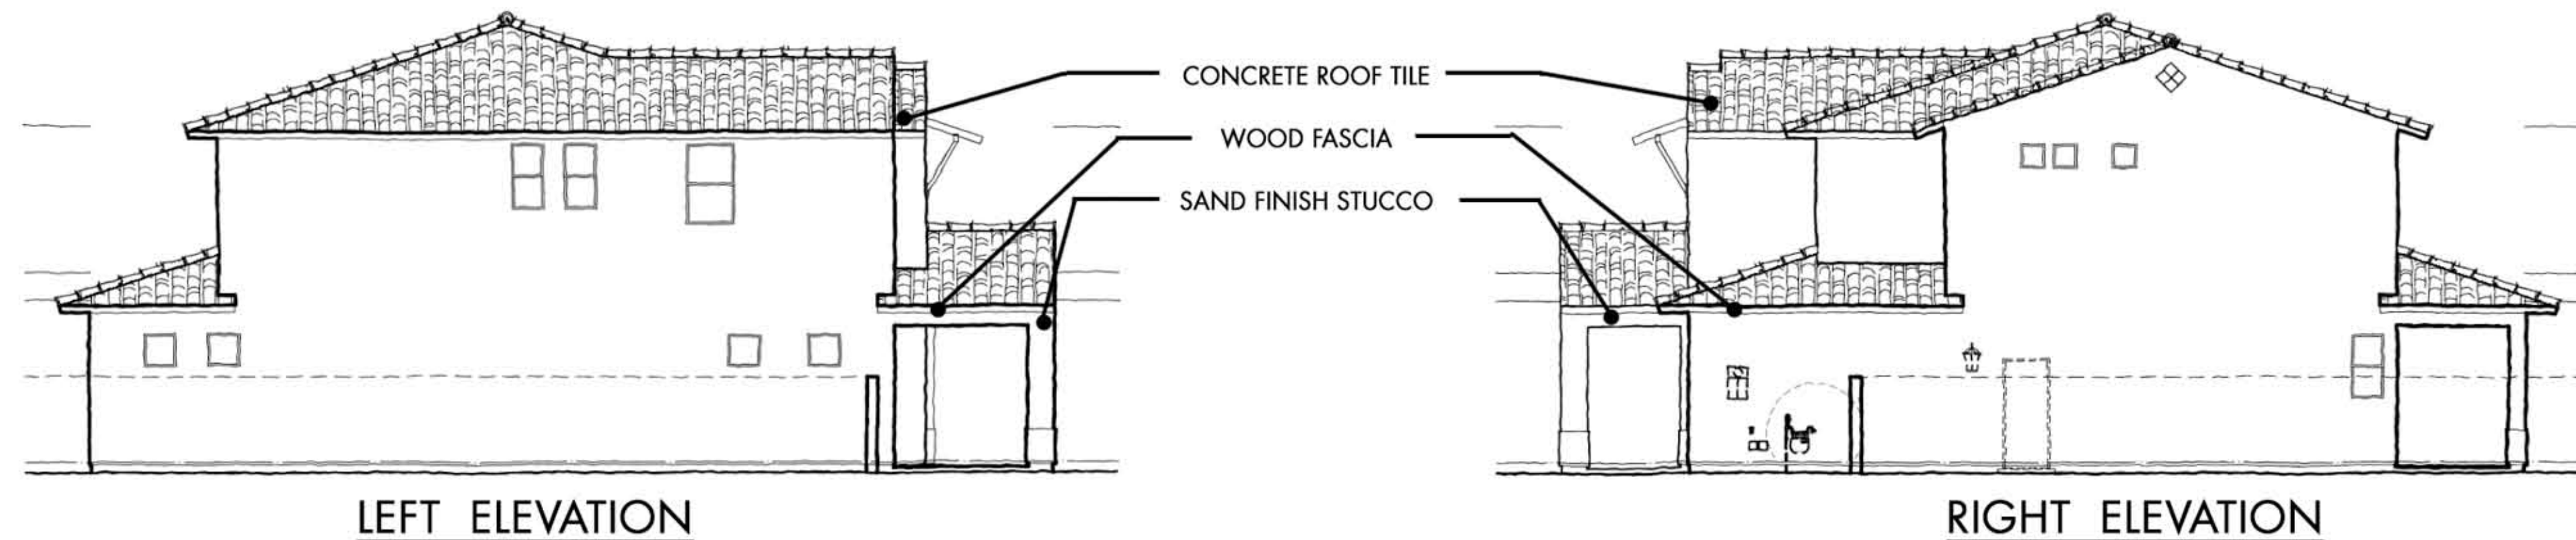 CONCRETE ROOF TILE
WOOD FASCIA
SAND FINISH STUCCO
LEFT ELEVATION
RIGHT ELEVATION